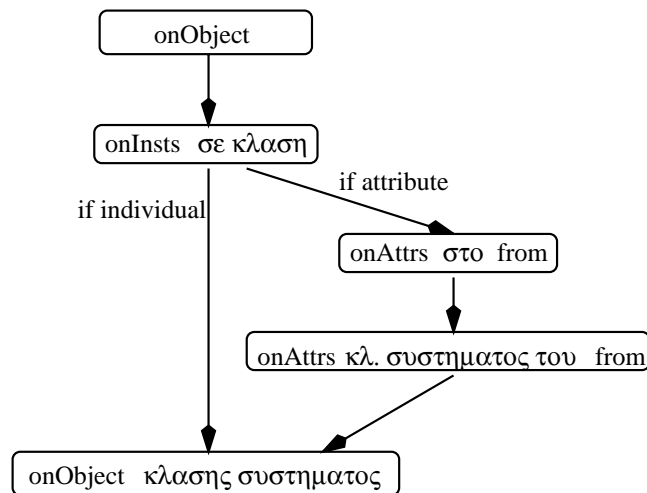 onObject
onInsts σε κλαση
if attribute
if individual
onAttrs στο from
onAttrs κλ. συστηματος του from
onObject κλασης συστηματος